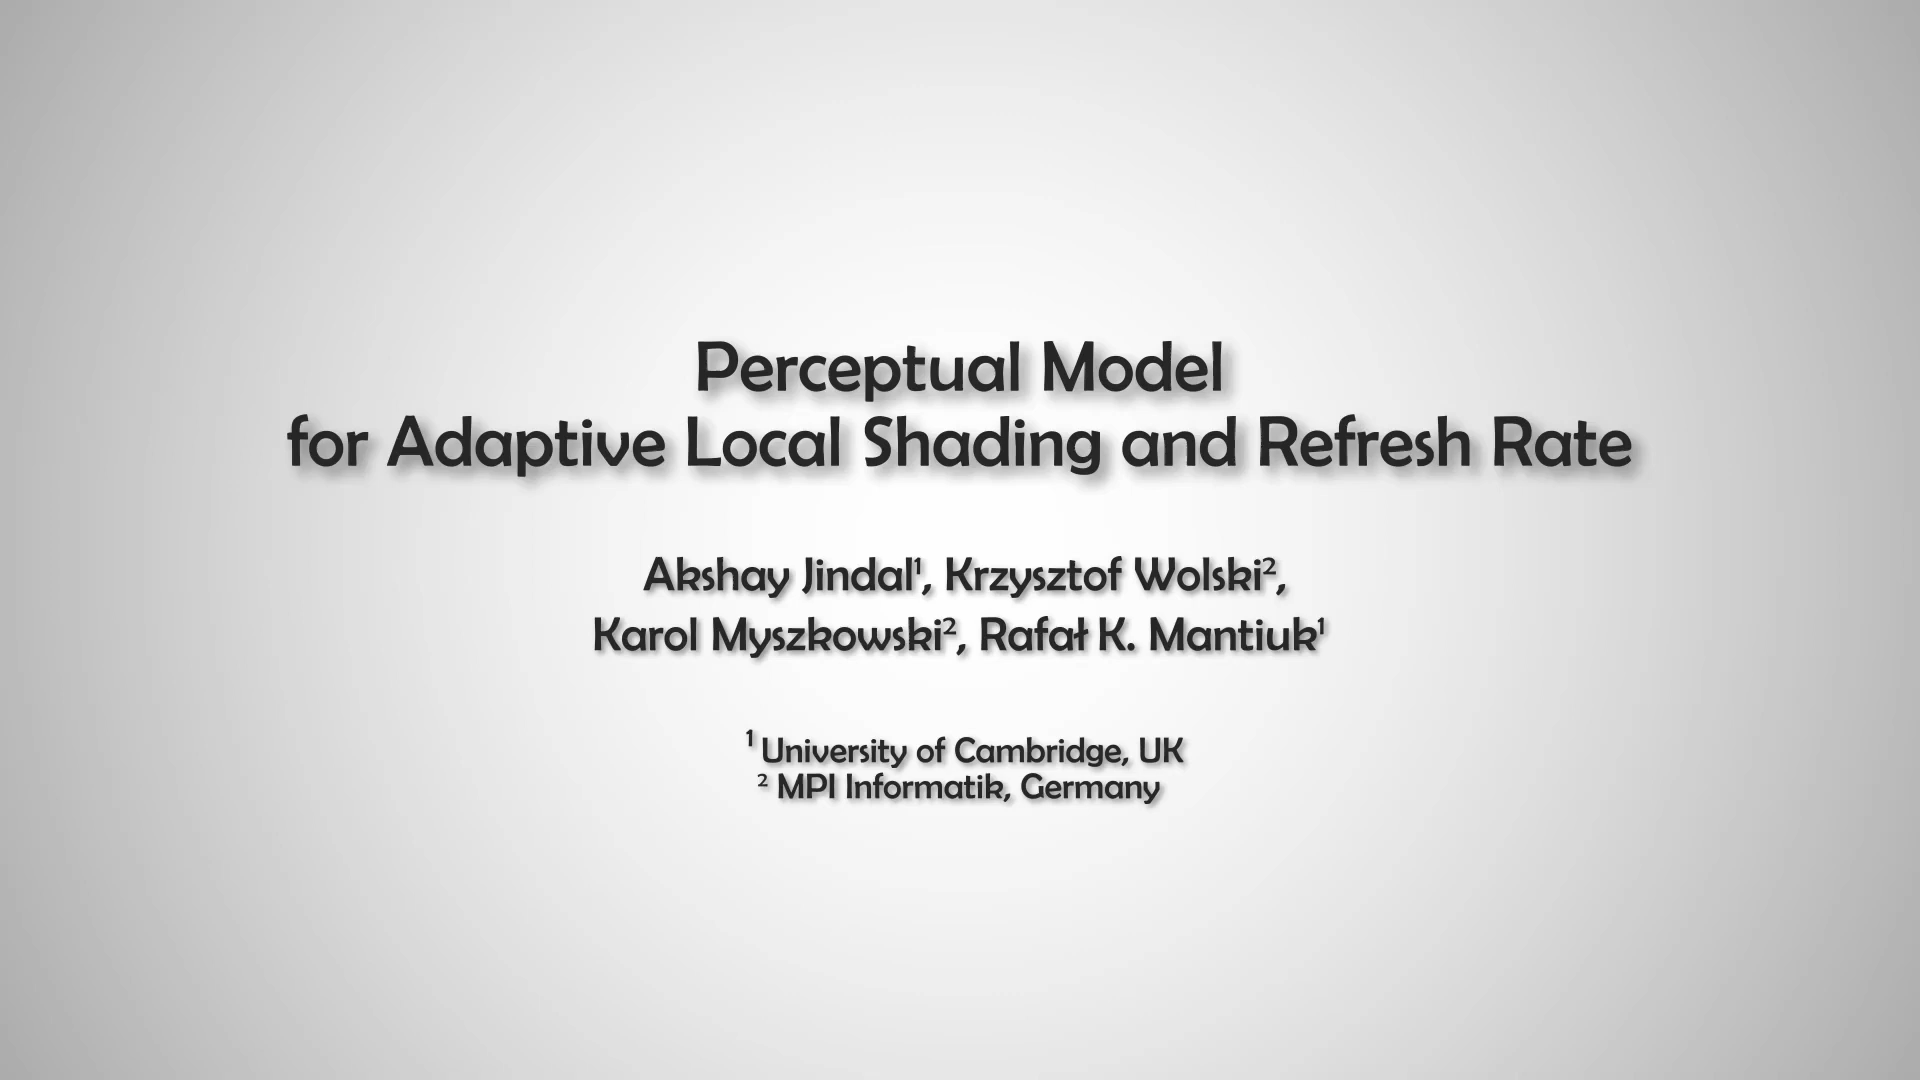 Perceptual Model
for Adaptive Local Shading and Refresh Rate
Akshay Jindal¹, Krzysztof Wolski²,
Karol Myszkowski², Rafał K. Mantiuk¹
¹ University of Cambridge, UK
² MPI Informatik, Germany